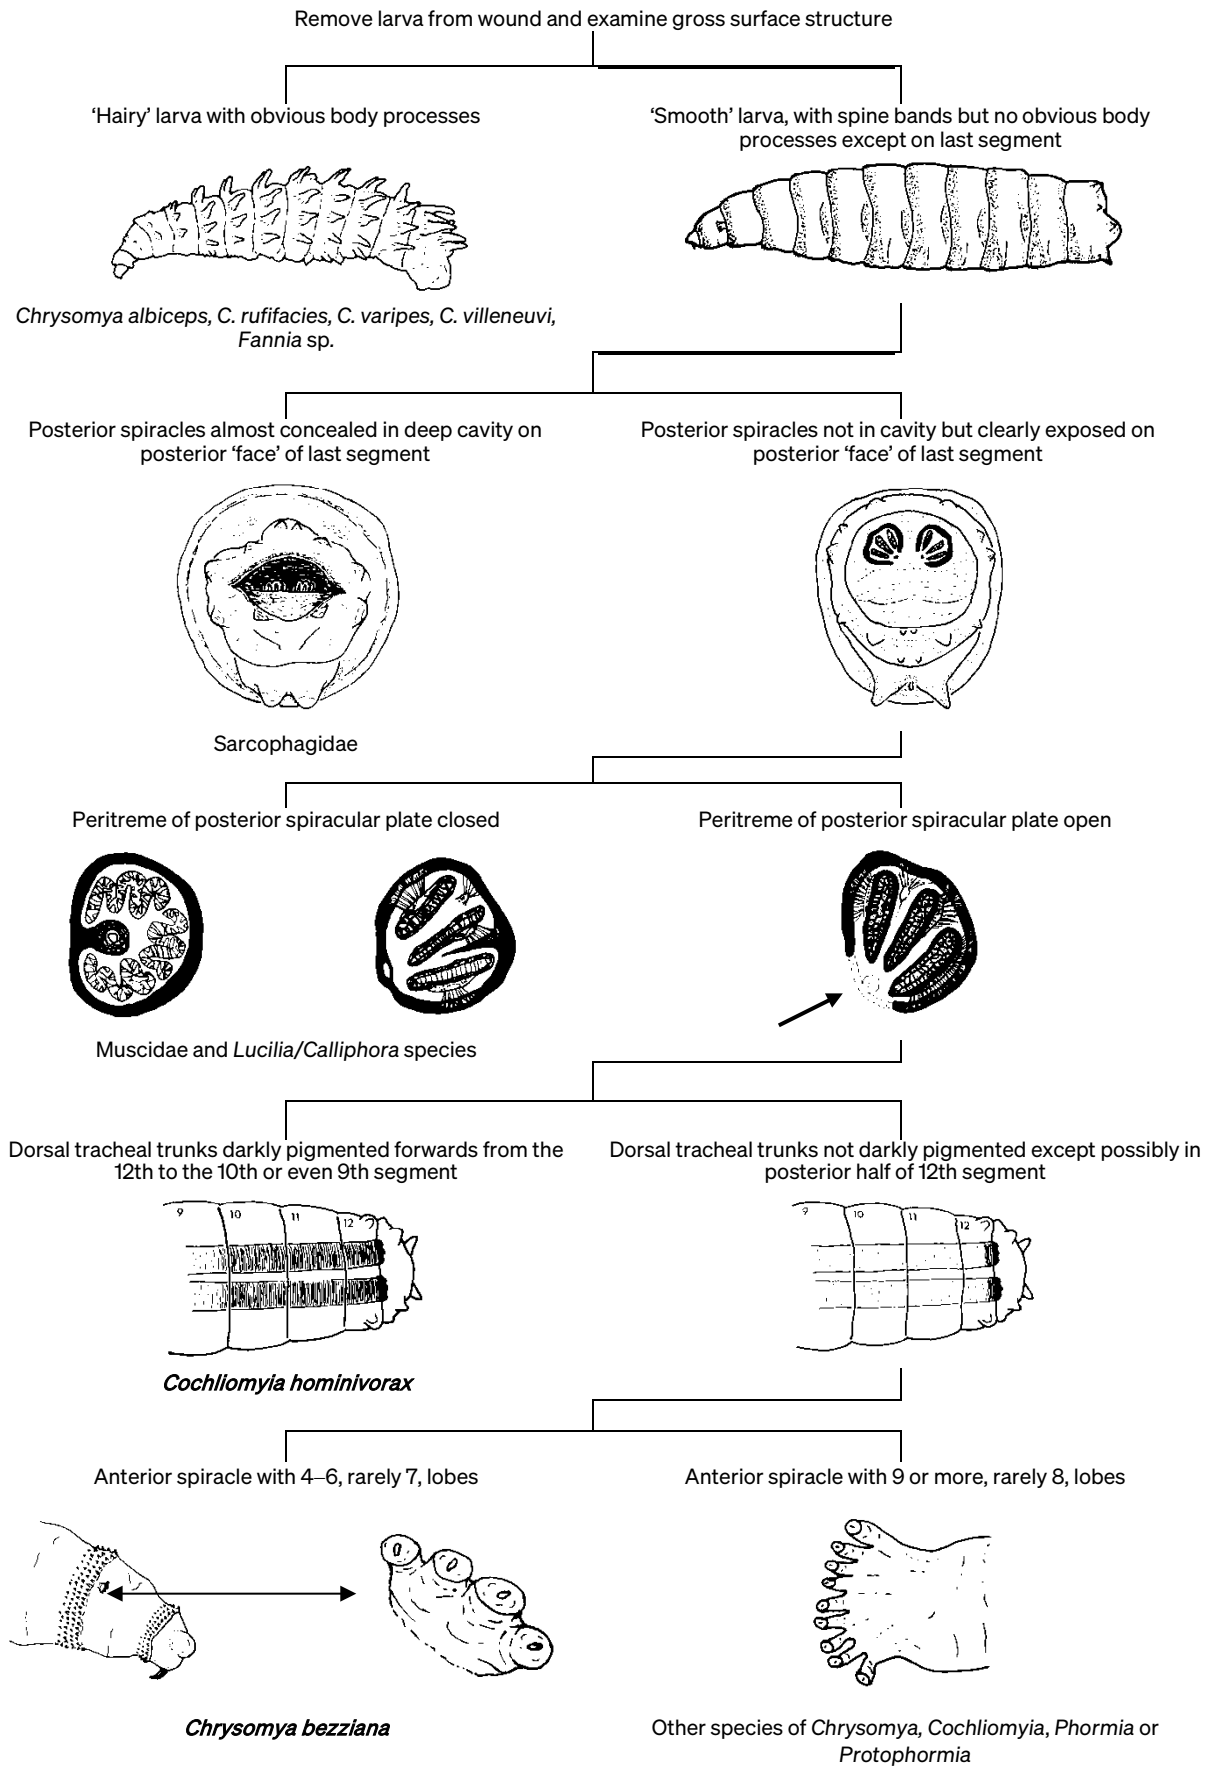 Remove larva from wound and examine gross surface structure
‘Hairy’ larva with obvious body processes
‘Smooth’ larva, with spine bands but no obvious body
processes except on last segment
Chrysomya albiceps, C. rufifacies, C. varipes, C. villeneuvi,
Fannia sp.
Posterior spiracles almost concealed in deep cavity on
posterior ‘face’ of last segment
Posterior spiracles not in cavity but clearly exposed on
posterior ‘face’ of last segment
Sarcophagidae
Peritreme of posterior spiracular plate closed
Peritreme of posterior spiracular plate open
Muscidae and Lucilia/Calliphora species
Dorsal tracheal trunks darkly pigmented forwards from the
12th to the 10th or even 9th segment
Dorsal tracheal trunks not darkly pigmented except possibly in
posterior half of 12th segment
9 10 11 12
9 10 11 12
Cochliomyia hominivorax
Anterior spiracle with 4–6, rarely 7, lobes
Anterior spiracle with 9 or more, rarely 8, lobes
Chrysomya bezziana
Other species of Chrysomya, Cochliomyia, Phormia or
Protophormia